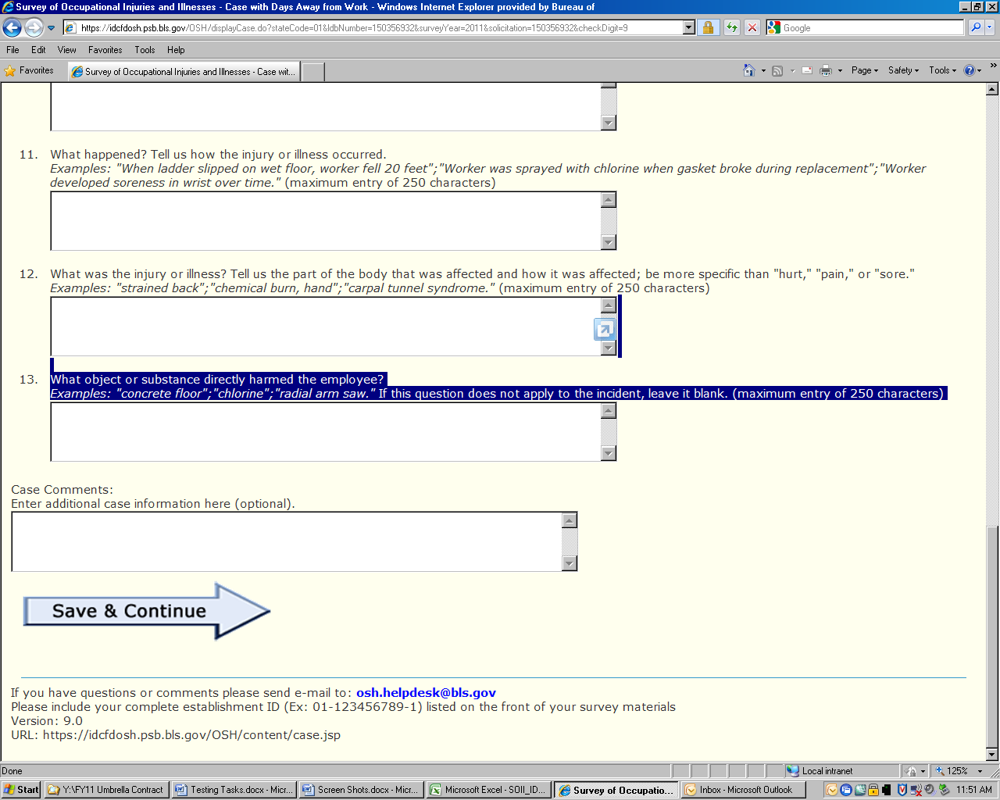 Survey of Occupational Injuries and Illnesses - Case with Days Away from Work - Windows Internet Explorer provided by Bureau of
https://idcfdosh.psb.bls.gov/OSH/displayCase.do?stateCode=01&ldbNumber=150356932&surveyYear=2011&solicitation=150356932&checkDigit=9
Google
File Edit View Favorites Tools Help
Favorites
Survey of Occupational Injuries and Illnesses - Case wit...
Page Safety Tools
11. What happened? Tell us how the injury or illness occurred.
Examples: "When ladder slipped on wet floor, worker fell 20 feet";"Worker was sprayed with chlorine when gasket broke during replacement";"Worker
developed soreness in wrist over time." (maximum entry of 250 characters)
12. What was the injury or illness? Tell us the part of the body that was affected and how it was affected; be more specific than "hurt," "pain," or "sore."
Examples: "strained back";"chemical burn, hand";"carpal tunnel syndrome." (maximum entry of 250 characters)
13. What object or substance directly harmed the employee?
Examples: "concrete floor";"chlorine";"radial arm saw." If this question does not apply to the incident, leave it blank. (maximum entry of 250 characters)
Case Comments:
Enter additional case information here (optional).
Save & Continue
If you have questions or comments please send e-mail to: osh.helpdesk@bls.gov
Please include your complete establishment ID (Ex: 01-123456789-1) listed on the front of your survey materials
Version: 9.0
URL: https://idcfdosh.psb.bls.gov/OSH/content/case.jsp
Done
Local intranet
125%
Start
Y:\FY11 Umbrella Contract
Testing Tasks.docx - Micr...
Screen Shots.docx - Micr...
Microsoft Excel - SOII_ID...
Survey of Occupatio...
Inbox - Microsoft Outlook
11:51 AM